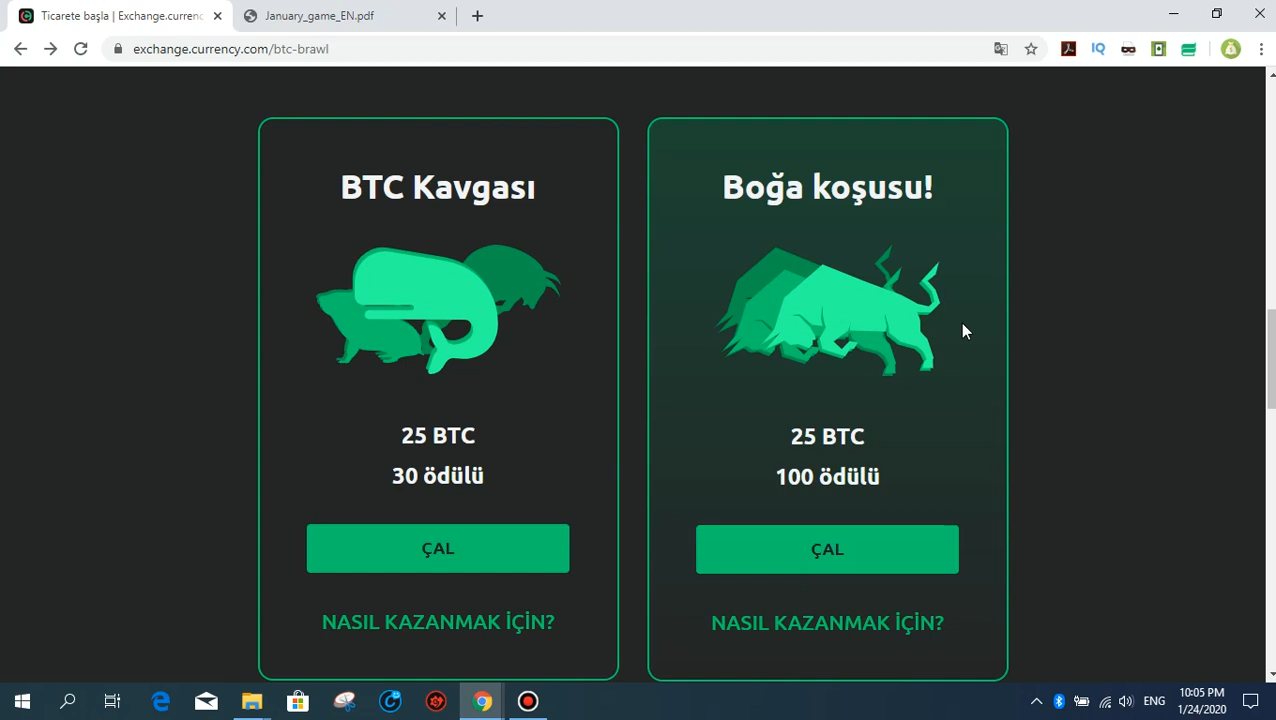 Ticarete başla | Exchange.currenc
January_game_EN.pdf
exchange.currency.com/btc-brawl
IQ
BTC Kavgası
25 BTC
30 ödülü
ÇAL
NASIL KAZANMAK İÇİN?
Boğa koşusu!
25 BTC
100 ödülü
ÇAL
NASIL KAZANMAK İÇİN?
ENG
10:05 PM
1/24/2020